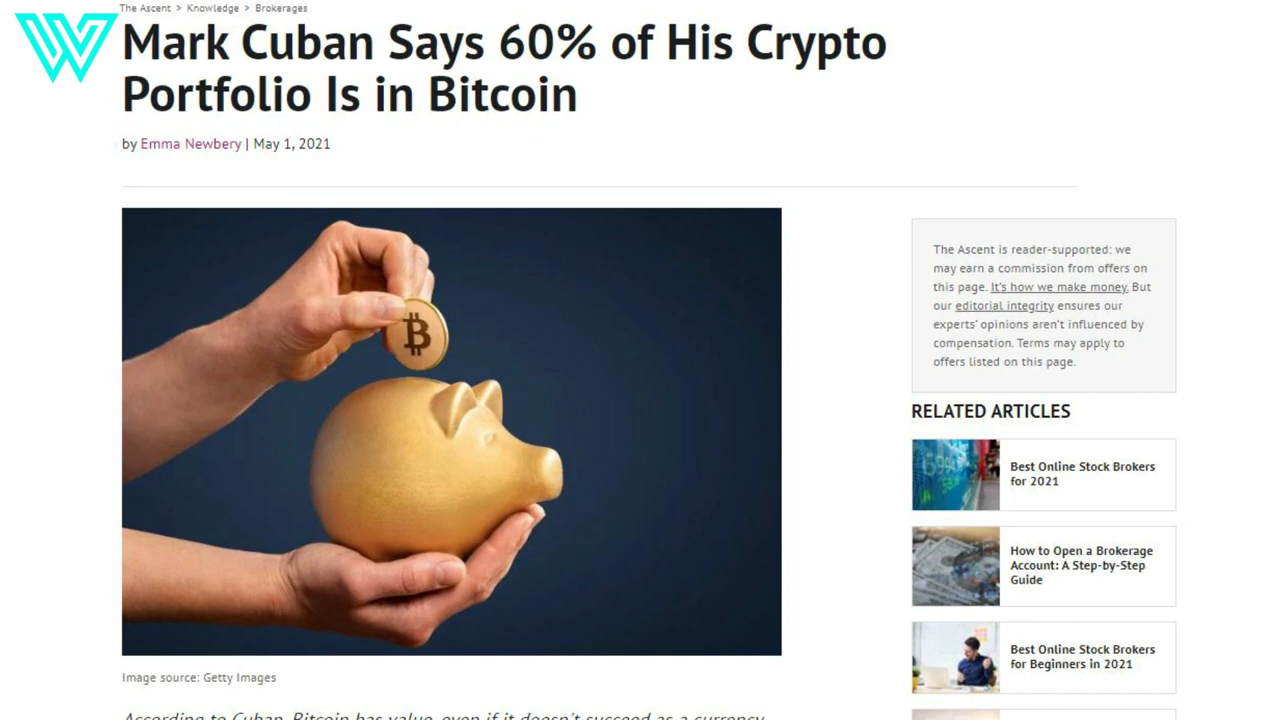 The Ascent > Knowledge > Brokerages
Mark Cuban Says 60% of His Crypto
Portfolio Is in Bitcoin
by Emma Newbery | May 1, 2021
The Ascent is reader-supported: we
may earn a commission from offers on
this page. It's how we make money. But
our editorial integrity ensures our
experts' opinions aren't influenced by
compensation. Terms may apply to
offers listed on this page.
RELATED ARTICLES
Best Online Stock Brokers
for 2021
How to Open a Brokerage
Account: A Step-by-Step
Guide
Best Online Stock Brokers
for Beginners in 2021
Image source: Getty Images
According to Cuban, Bitcoin has value, even if it doesn't succeed as a currency.